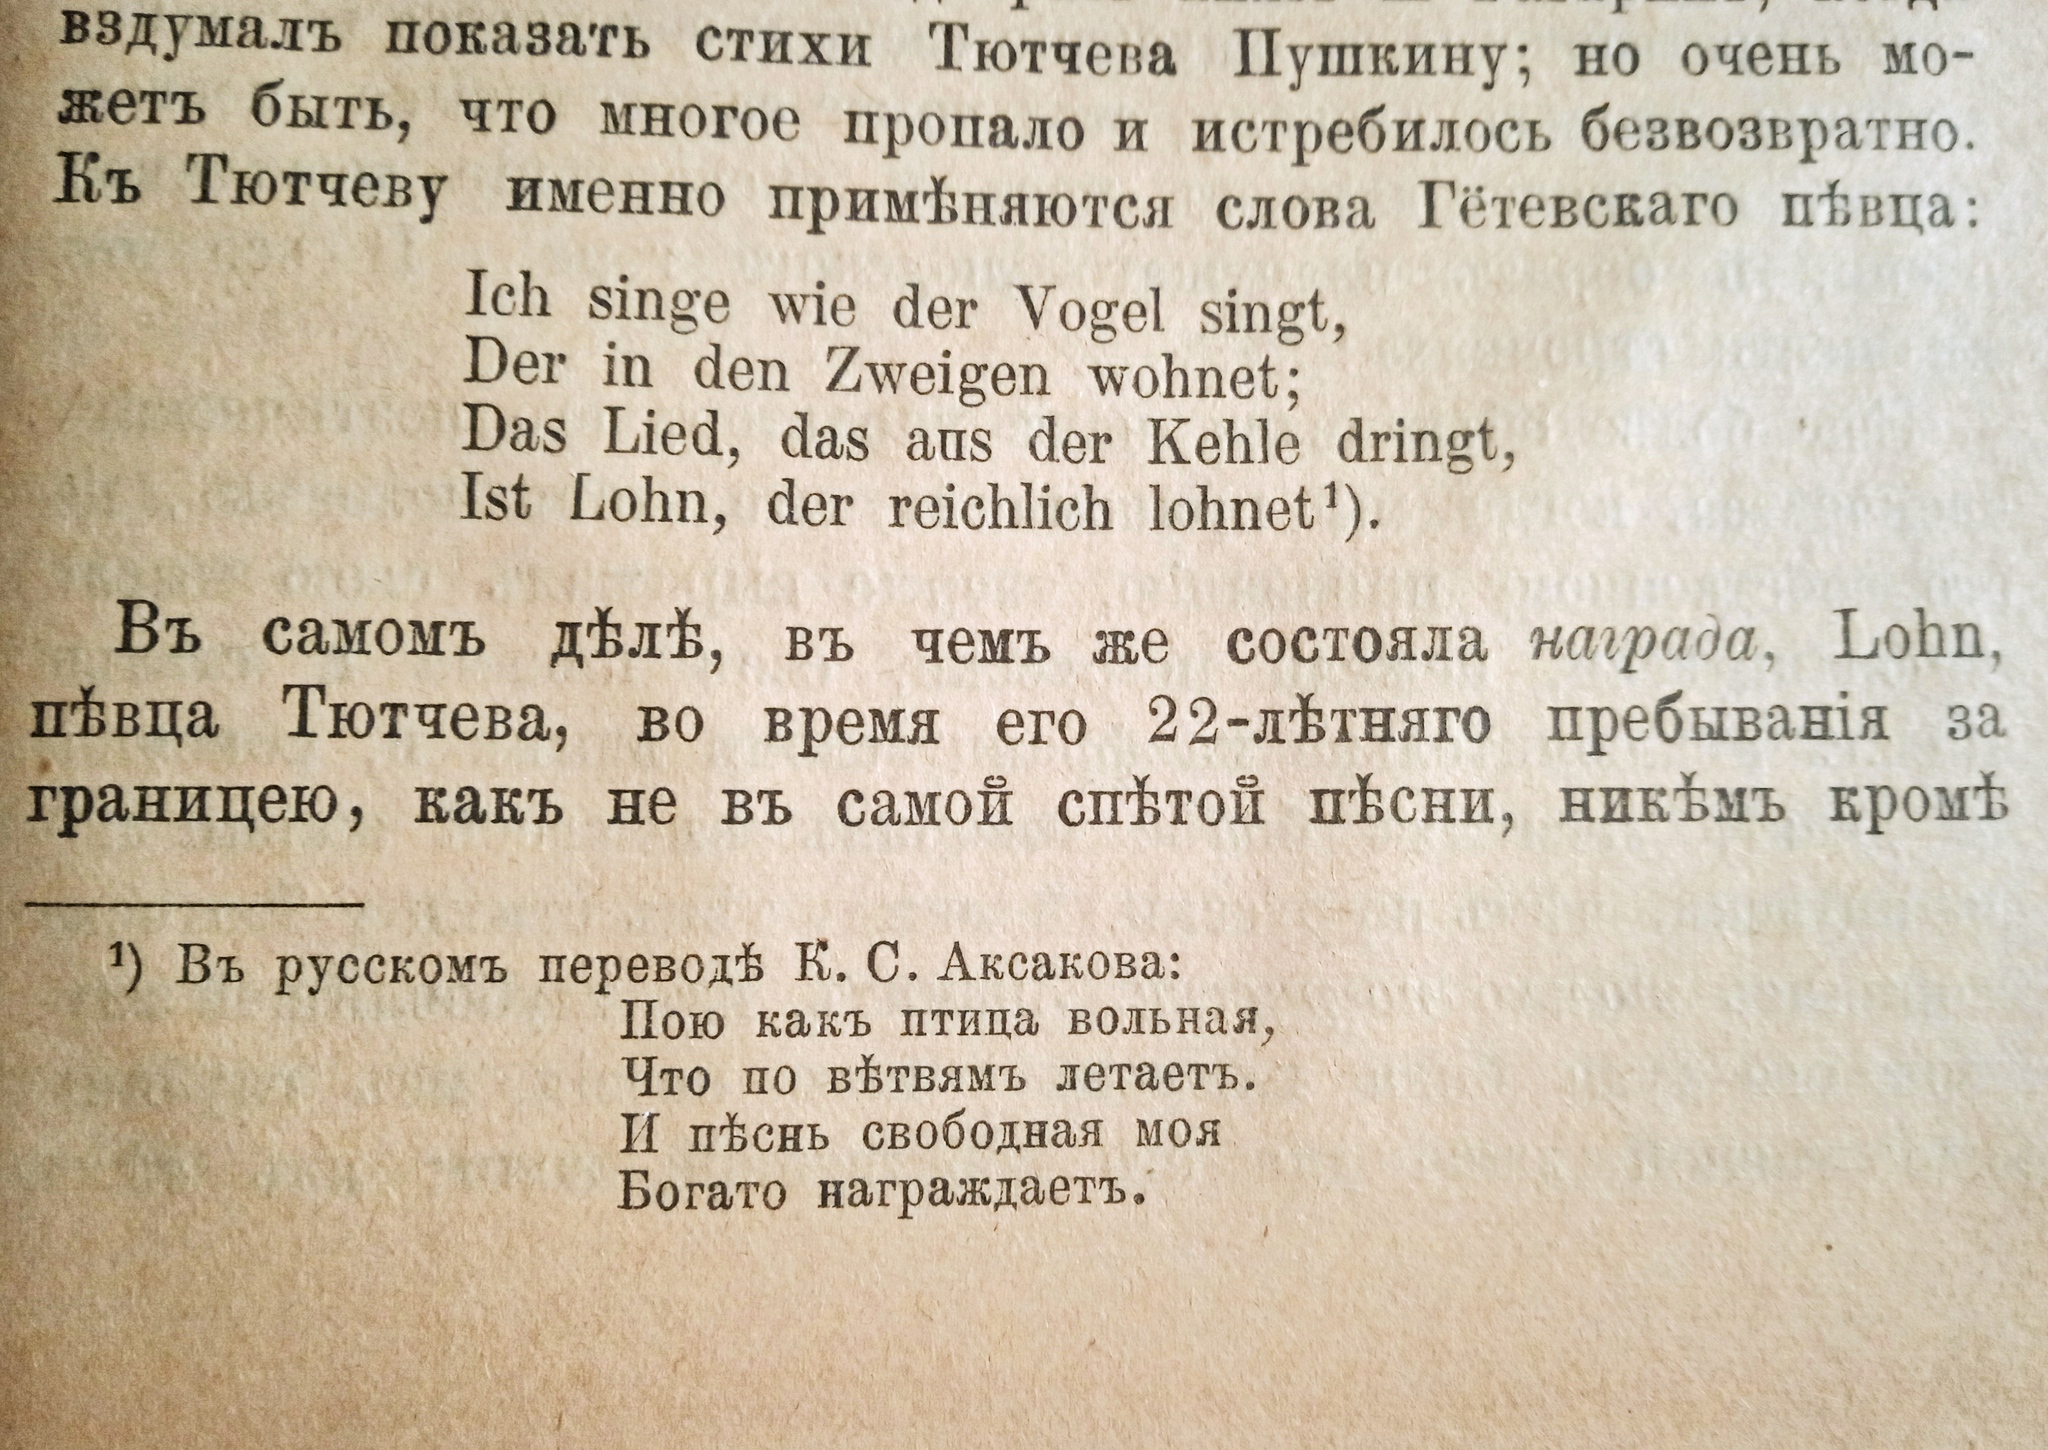 вздумалъ показать стихи Тютчева Пушкину; но очень мо-
жетъ быть, что многое пропало и истребилось безвозвратно.
Къ Тютчеву именно примѣняются слова Гётевскаго пѣвца:
Ich singe wie der Vogel singt,
Der in den Zweigen wohnet;
Das Lied, das aus der Kehle dringt,
Ist Lohn, der reichlich lohnet¹).
Въ самомъ дѣлѣ, въ чемъ же состояла награда, Lohn,
пѣвца Тютчева, во время его 22-лѣтняго пребыванія за
границею, какъ не въ самой спѣтой пѣсни, никѣмъ кромѣ
¹) Въ русскомъ переводѣ К. С. Аксакова:
Пою какъ птица вольная,
Что по вѣтвямъ летаетъ.
И пѣснь свободная моя
Богато награждаетъ.